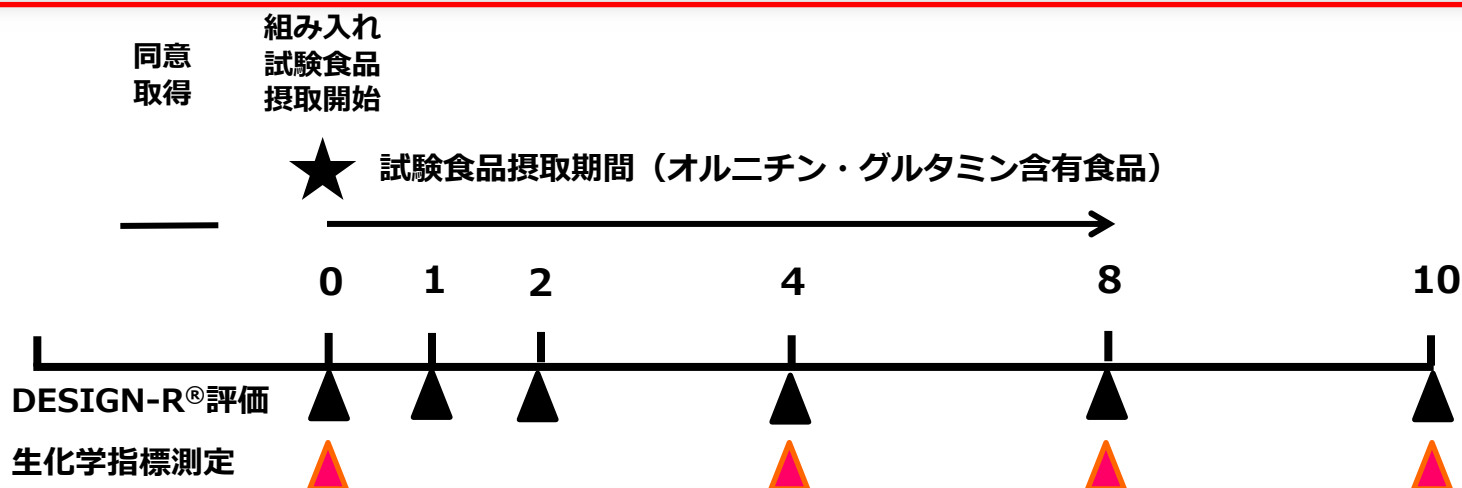 同意
取得
組み入れ
試験食品
摂取開始
試験食品摂取期間（オルニチン・グルタミン含有食品）
0 1 2 4 8 10
DESIGN-R®評価
生化学指標測定